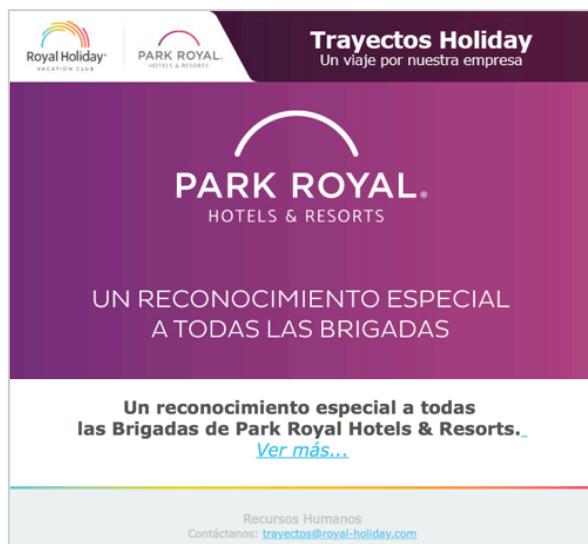 Royal Holiday
VACATION CLUB
PARK ROYAL.
HOTELS & RESORTS
Trayectos Holiday
Un viaje por nuestra empresa
PARK ROYAL®
HOTELS & RESORTS
UN RECONOCIMIENTO ESPECIAL
A TODAS LAS BRIGADAS
Un reconocimiento especial a todas
las Brigadas de Park Royal Hotels & Resorts.
Ver más...
Recursos Humanos
Contáctanos: trayectos@royal-holiday.com